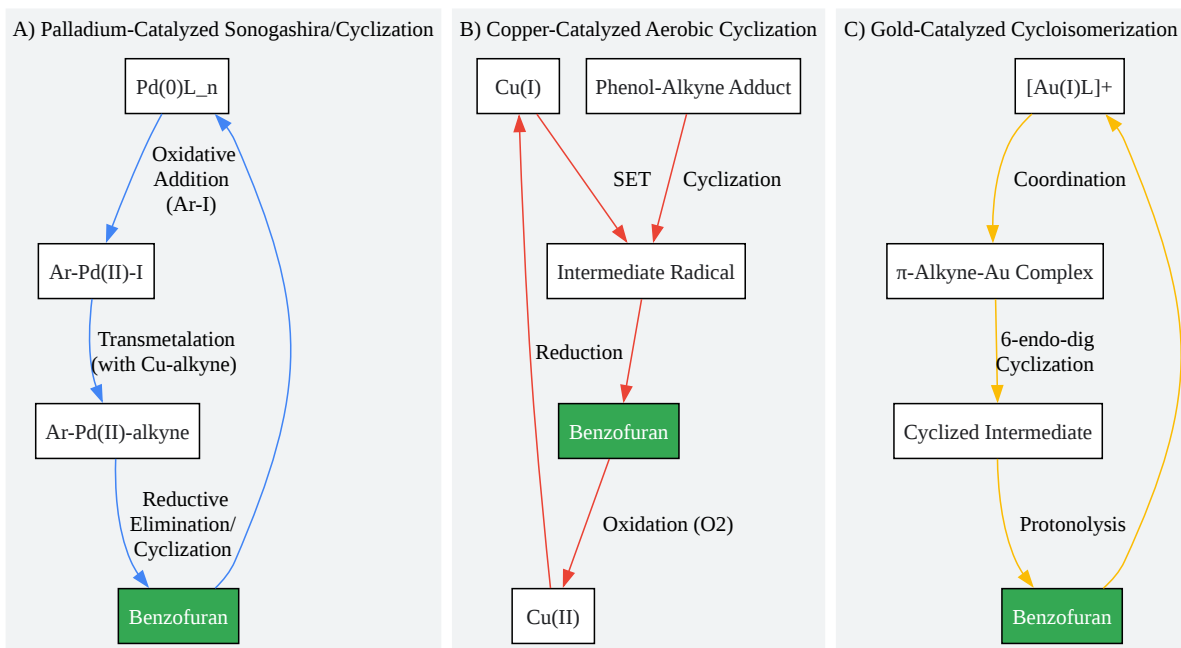 A) Palladium-Catalyzed Sonogashira/Cyclization
Pd(0)L_n
Oxidative
Addition
(Ar-I)
Ar-Pd(II)-I
Transmetalation
(with Cu-alkyne)
Ar-Pd(II)-alkyne
Reductive
Elimination/
Cyclization
Benzofuran
B) Copper-Catalyzed Aerobic Cyclization
Cu(I)
Phenol-Alkyne Adduct
SET
Cyclization
Intermediate Radical
Reduction
Benzofuran
Oxidation (O2)
Cu(II)
C) Gold-Catalyzed Cycloisomerization
[Au(I)L]+
Coordination
π-Alkyne-Au Complex
6-endo-dig
Cyclization
Cyclized Intermediate
Protonolysis
Benzofuran